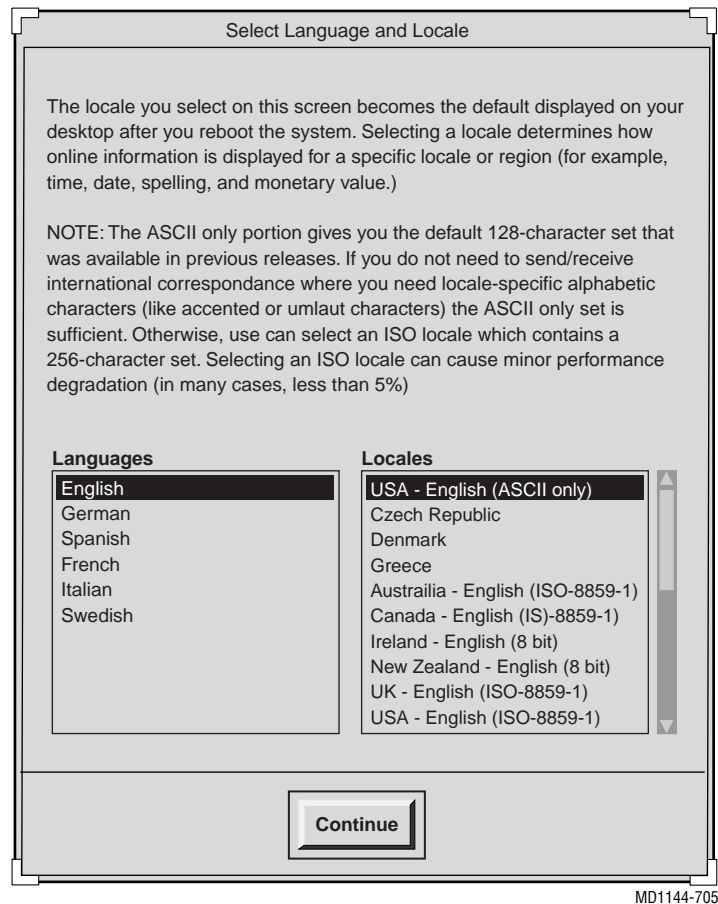 Select Language and Locale
The locale you select on this screen becomes the default displayed on your
desktop after you reboot the system. Selecting a locale determines how
online information is displayed for a specific locale or region (for example,
time, date, spelling, and monetary value.)
NOTE: The ASCII only portion gives you the default 128-character set that
was available in previous releases. If you do not need to send/receive
international correspondance where you need locale-specific alphabetic
characters (like accented or umlaut characters) the ASCII only set is
sufficient. Otherwise, use can select an ISO locale which contains a
256-character set. Selecting an ISO locale can cause minor performance
degradation (in many cases, less than 5%)
Languages
English
German
Spanish
French
Italian
Swedish
Locales
USA - English (ASCII only)
Czech Republic
Denmark
Greece
Austrailia - English (ISO-8859-1)
Canada - English (IS)-8859-1)
Ireland - English (8 bit)
New Zealand - English (8 bit)
UK - English (ISO-8859-1)
USA - English (ISO-8859-1)
Continue
MD1144-705